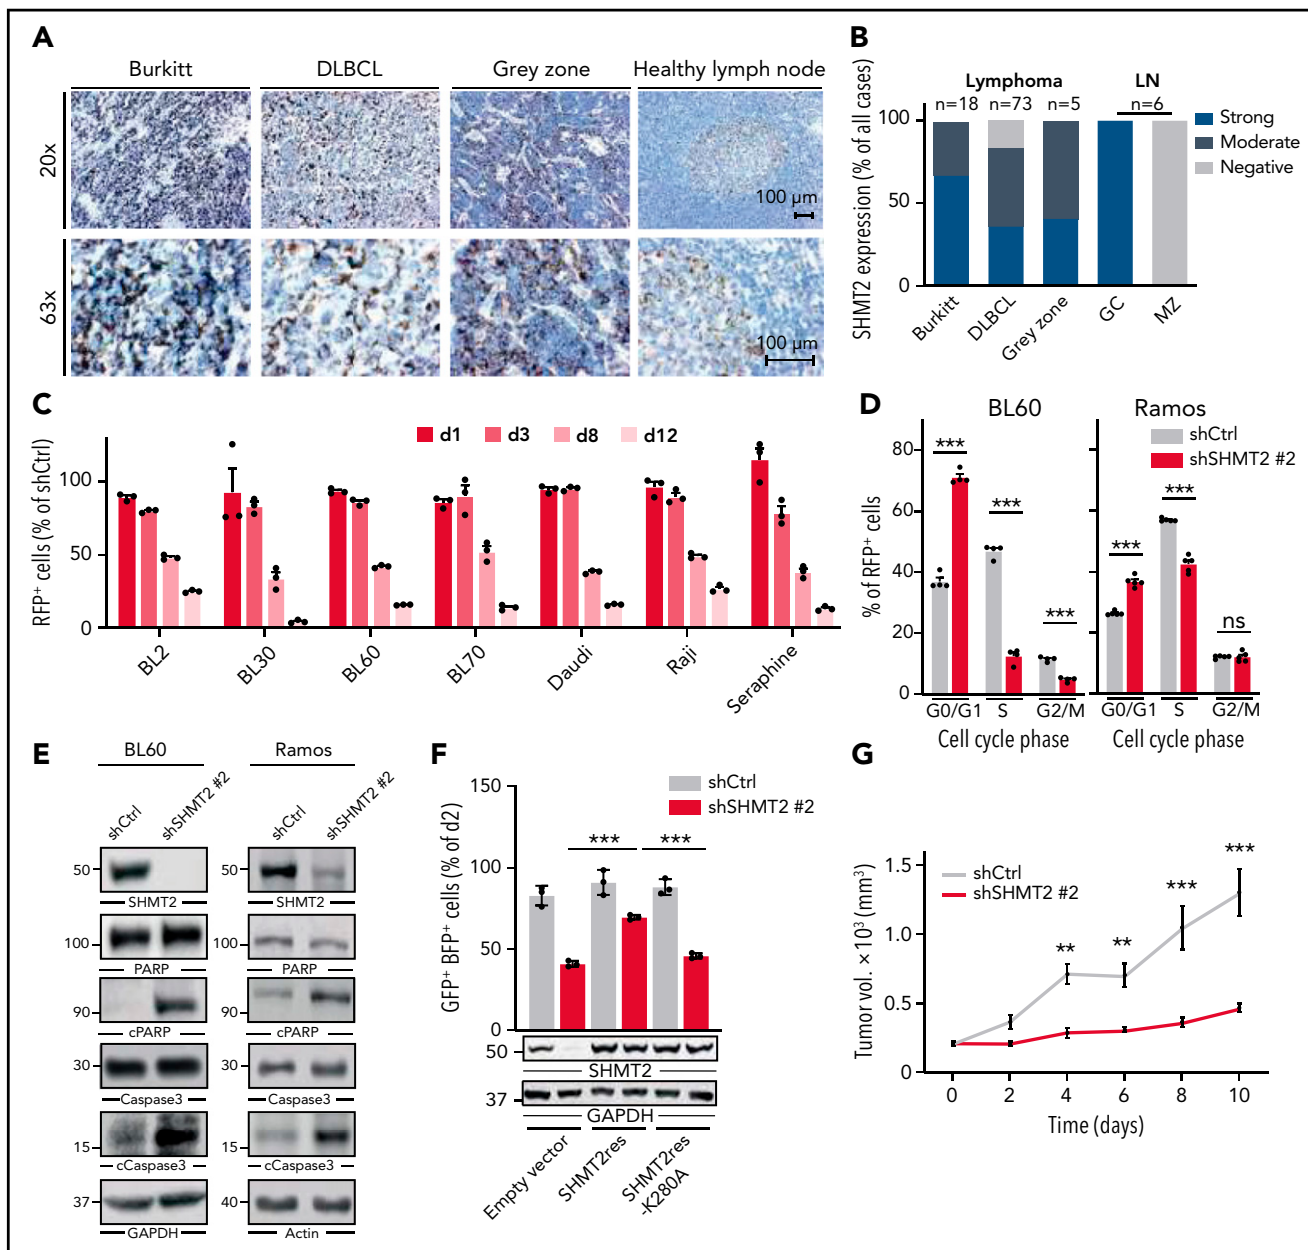 A
Burkitt DLBCL Grey zone Healthy lymph node
20x
100 µm
63x
100 µm
B
Lymphoma LN
n=18 n=73 n=5 n=6
SHMT2 expression (% of all cases)
100
50
0
Burkitt DLBCL Grey zone GC MZ
Strong
Moderate
Negative
C
d1 d3 d8 d12
RFP+ cells (% of shCtrl)
100
50
0
BL2 BL30 BL60 BL70 Daudi Raji Seraphine
D
BL60 Ramos
shCtrl
shSHMT2 #2
% of RFP+ cells
80
60
40
20
0
*** *** ***
*** *** ns
G0/G1 S G2/M G0/G1 S G2/M
Cell cycle phase Cell cycle phase
E
BL60 Ramos
shCtrl shSHMT2 #2 shCtrl shSHMT2 #2
50 50
SHMT2 SHMT2
100 100
PARP PARP
90 90
cPARP cPARP
30 30
Caspase3 Caspase3
15 15
cCaspase3 cCaspase3
37 40
GAPDH Actin
F
shCtrl
shSHMT2 #2
GFP+ BFP+ cells (% of d2)
150
100
50
0
*** ***
50
SHMT2
37
GAPDH
Empty vector SHMT2res SHMT2res
-K280A
G
shCtrl
shSHMT2 #2
Tumor vol. ×10³ (mm³)
1.5
1.0
0.5
0
** ** *** ***
0 2 4 6 8 10
Time (days)